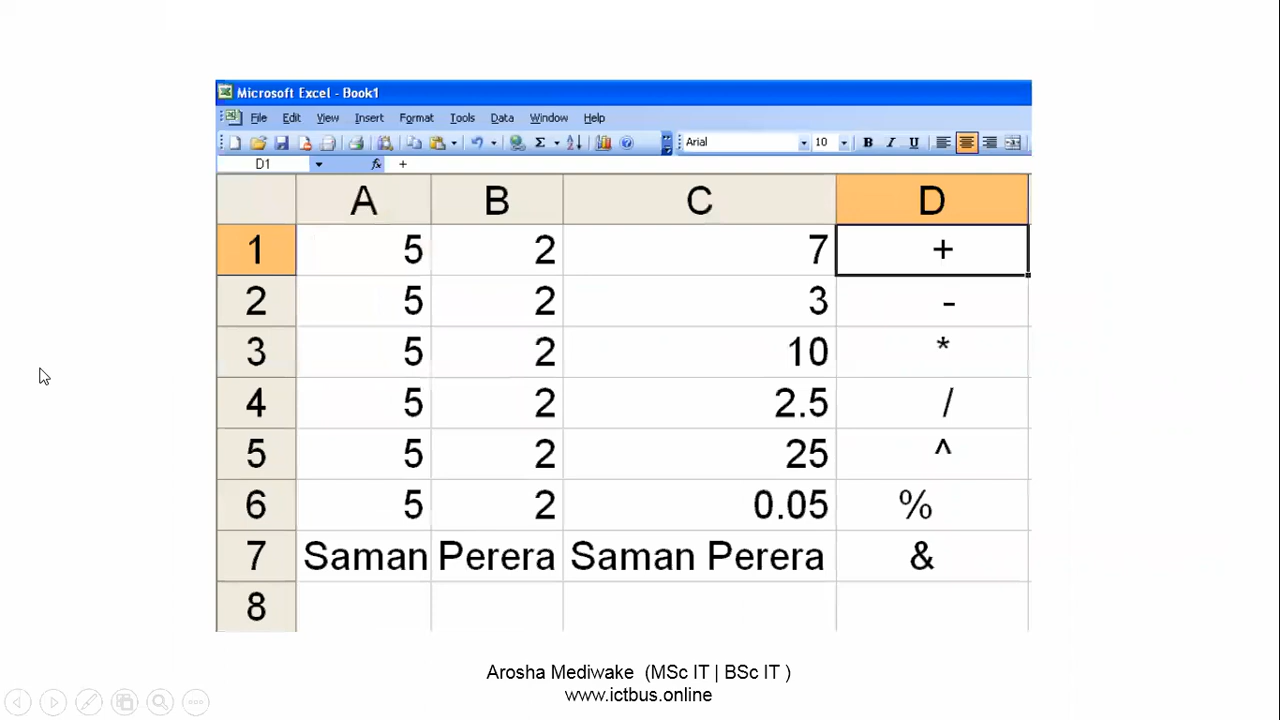 Microsoft Excel - Book1
File Edit View Insert Format Tools Data Window Help
Σ Arial 10 B I U
D1 fx +
A B C D
1 5 2 7 +
2 5 2 3 -
3 5 2 10 *
4 5 2 2.5 /
5 5 2 25 ^
6 5 2 0.05 %
7 Saman Perera Saman Perera &
8
Arosha Mediwake (MSc IT | BSc IT )
www.ictbus.online